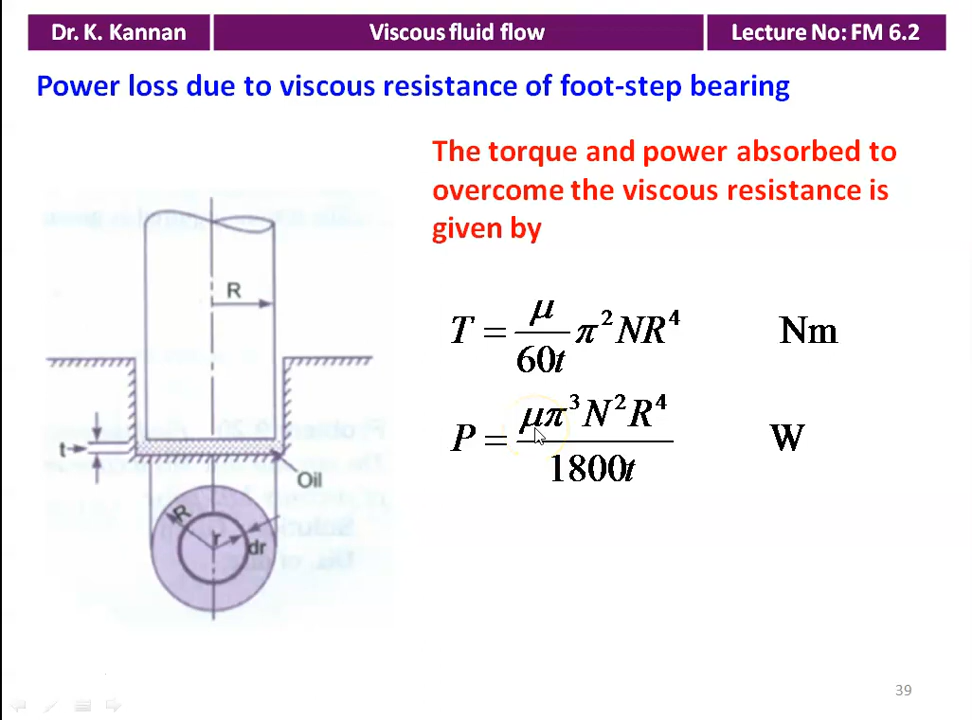 Dr. K. Kannan
Viscous fluid flow
Lecture No: FM 6.2
Power loss due to viscous resistance of foot-step bearing
The torque and power absorbed to
overcome the viscous resistance is
given by
T = μ/60t π² NR⁴ Nm
P = μπ³N²R⁴/1800t W
R
t
Oil
R
r
dr
39